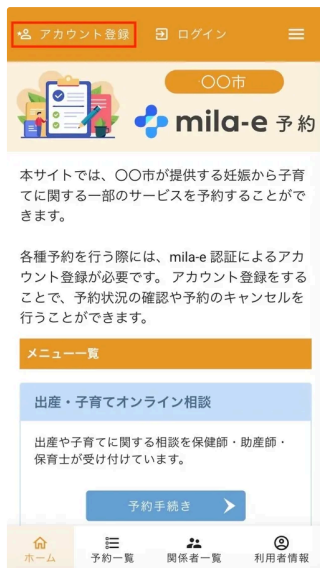 アカウント登録 ログイン
〇〇市
mila-e 予約
本サイトでは、〇〇市が提供する妊娠から子育
てに関する一部のサービスを予約することがで
きます。
各種予約を行う際には、mila-e 認証によるアカ
ウント登録が必要です。 アカウント登録をする
ことで、予約状況の確認や予約のキャンセルを
行うことができます。
メニュー一覧
出産・子育てオンライン相談
出産や子育てに関する相談を保健師・助産師・
保育士が受け付けています。
予約手続き
ホーム 予約一覧 関係者一覧 利用者情報